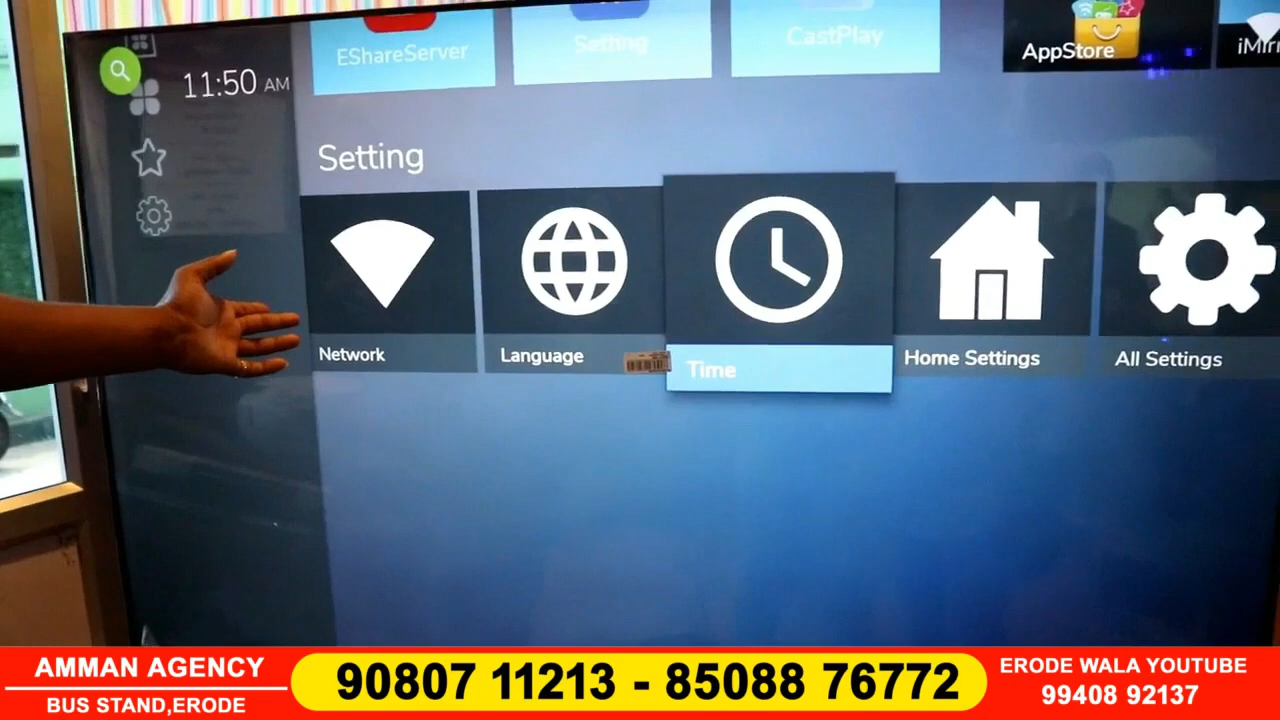 EShareServer
Setting
CastPlay
AppStore
11:50 AM
Setting
Network
Language
Time
Home Settings
All Settings
AMMAN AGENCY
BUS STAND,ERODE
90807 11213 - 85088 76772
ERODE WALA YOUTUBE
99408 92137